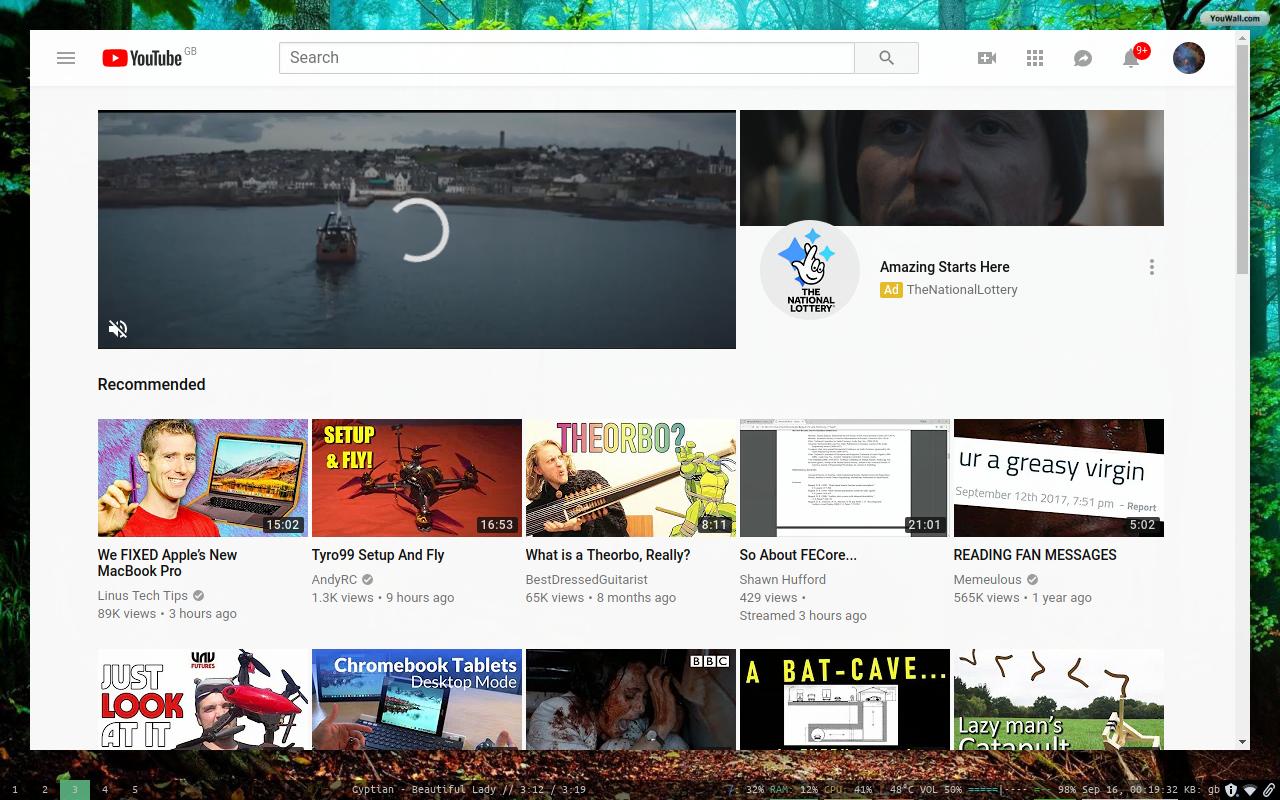 YouWall.com
YouTube GB
Search
9+
THE
NATIONAL
LOTTERY
Amazing Starts Here
Ad TheNationalLottery
Recommended
15:02
SETUP
& FLY!
16:53
THEORBO?
8:11
21:01
ur a greasy virgin
September 12th 2017, 7:51 pm - Report
5:02
We FIXED Apple's New
MacBook Pro
Linus Tech Tips
89K views • 3 hours ago
Tyro99 Setup And Fly
AndyRC
1.3K views • 9 hours ago
What is a Theorbo, Really?
BestDressedGuitarist
65K views • 8 months ago
So About FECore...
Shawn Hufford
429 views •
Streamed 3 hours ago
READING FAN MESSAGES
Memeulous
565K views • 1 year ago
FUTURES
JUST
LOOK
AT IT
Chromebook Tablets
Desktop Mode
BBC
A BAT-CAVE...
Lazy man's
Catapult
1 2 3 4 5
Cyptian - Beautiful Lady // 3:12 / 3:19
/: 32% RAM: 12% CPU: 41% | 48°C VOL 50% =====|---- =-- 98% Sep 16, 00:19:32 KB: gb